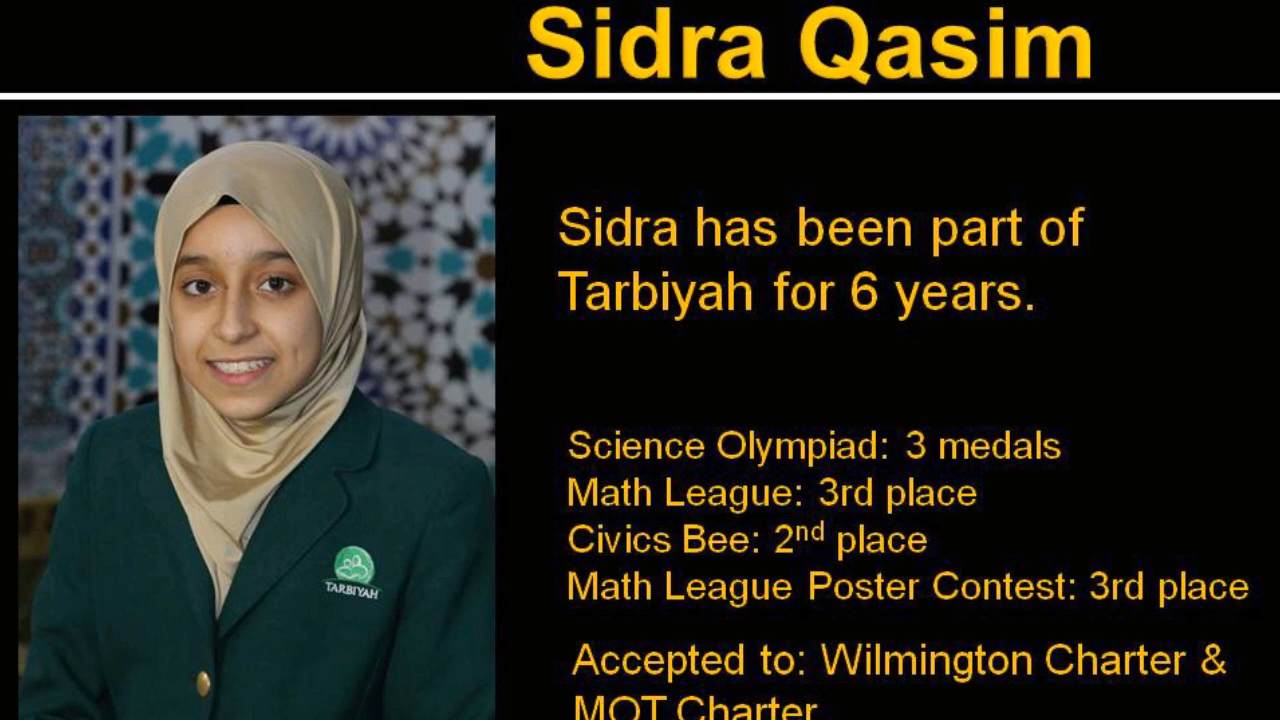 Sidra Qasim
Sidra has been part of
Tarbiyah for 6 years.
Science Olympiad: 3 medals
Math League: 3rd place
Civics Bee: 2nd place
Math League Poster Contest: 3rd place
Accepted to: Wilmington Charter &
MOT Charter
TARBIYAH